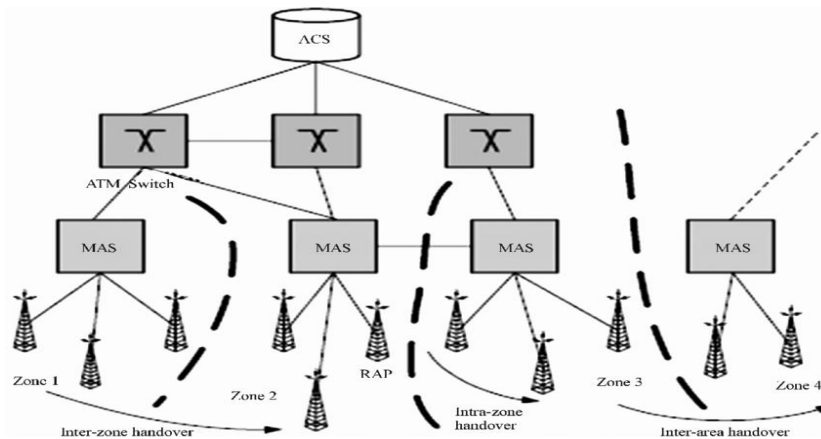 ACS
ATM Switch
MAS
MAS
MAS
MAS
RAP
Zone 1
Zone 2
Zone 3
Zone 4
Inter-zone handover
Intra-zone handover
Inter-area handover